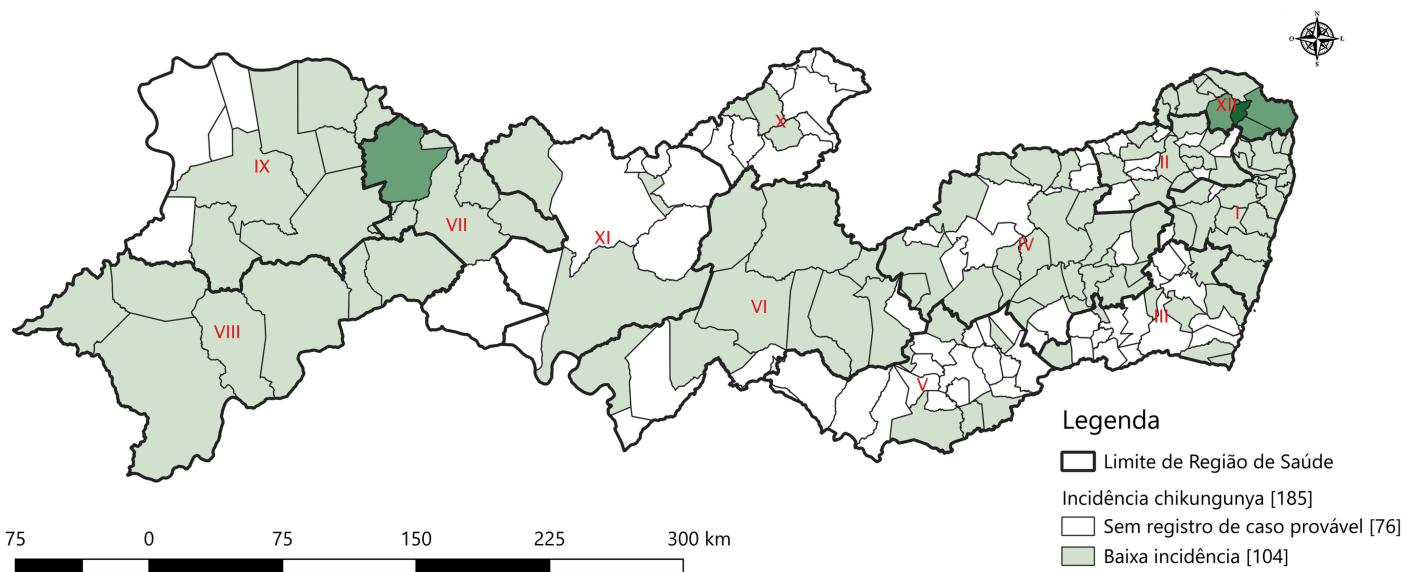 N
O
L
S
XII
X
II
IX
I
VII
XI
IV
VI
III
VIII
V
Legenda
Limite de Região de Saúde
Incidência chikungunya [185]
Sem registro de caso provável [76]
Baixa incidência [104]
75 0 75 150 225 300 km